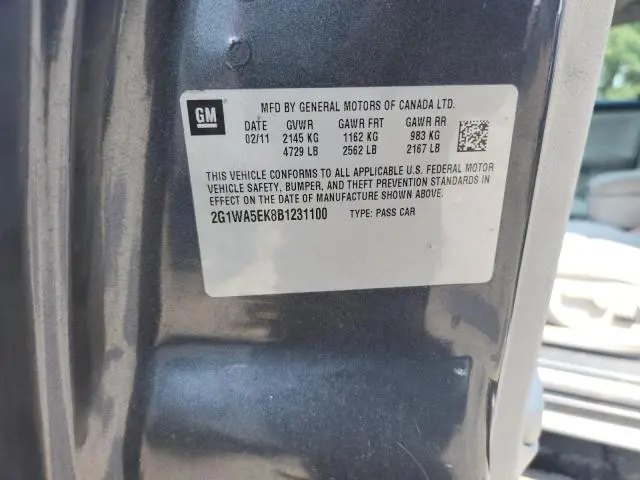 GM
MFD BY GENERAL MOTORS OF CANADA LTD.
DATE GVWR GAWR FRT GAWR RR
02/11 2145 KG 1162 KG 983 KG
4729 LB 2562 LB 2167 LB
THIS VEHICLE CONFORMS TO ALL APPLICABLE U.S. FEDERAL MOTOR
VEHICLE SAFETY, BUMPER, AND THEFT PREVENTION STANDARDS IN
EFFECT ON THE DATE OF MANUFACTURE SHOWN ABOVE.
2G1WA5EK8B1231100 TYPE: PASS CAR